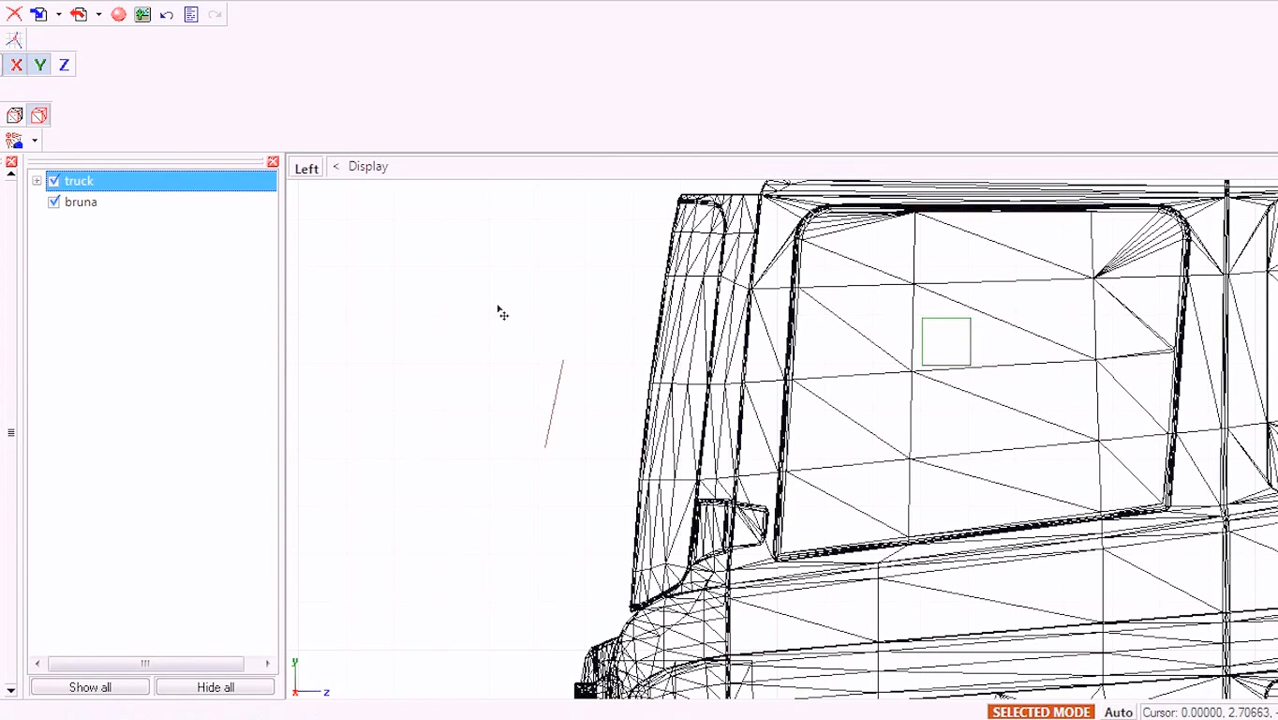 X Y Z
Left < Display
truck
bruna
Show all Hide all
y
x z
SELECTED MODE Auto Cursor: 0.00000, 2.70663, -